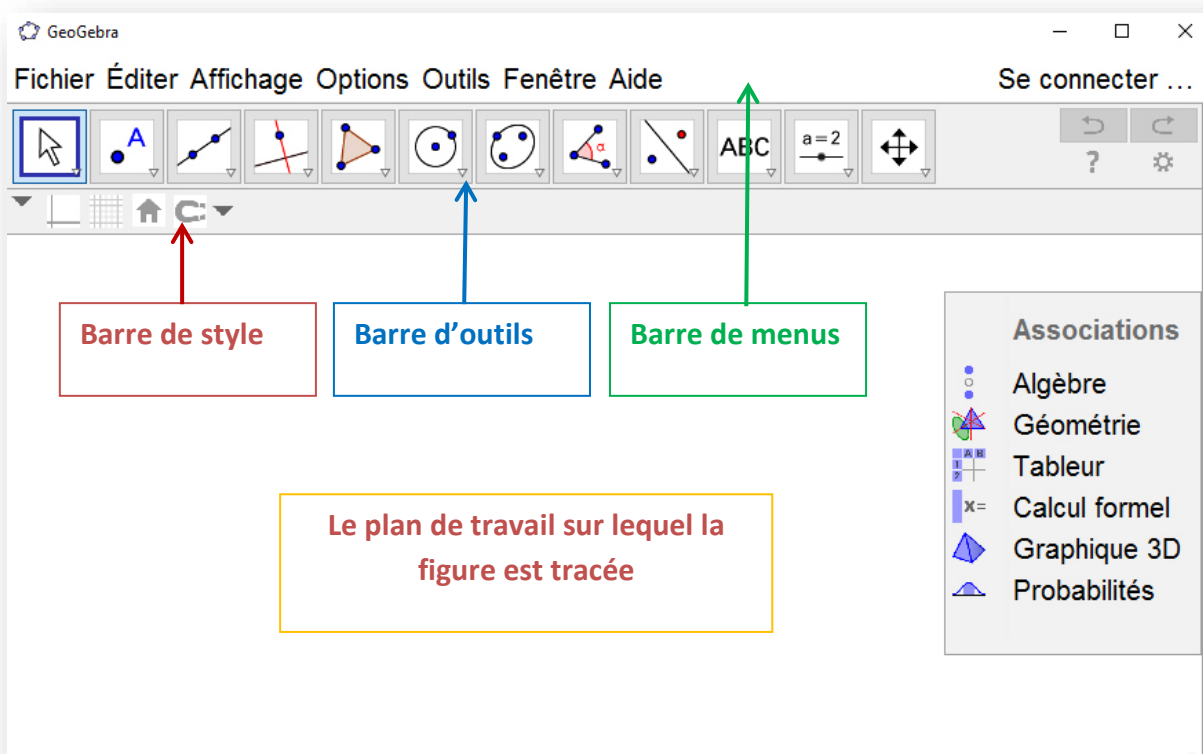 GeoGebra
Fichier Éditer Affichage Options Outils Fenêtre Aide Se connecter ...
A α ABC a=2 ?
Barre de style
Barre d’outils
Barre de menus
Associations
Algèbre
Géométrie
A B
1
2
Tableur
x= Calcul formel
Graphique 3D
Probabilités
Le plan de travail sur lequel la
figure est tracée